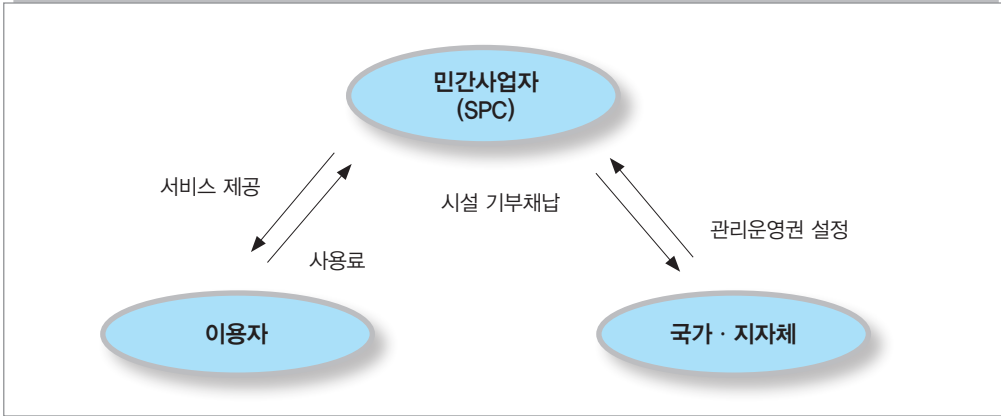 민간사업자
(SPC)
서비스 제공
시설 기부채납
관리운영권 설정
사용료
이용자
국가 · 지자체